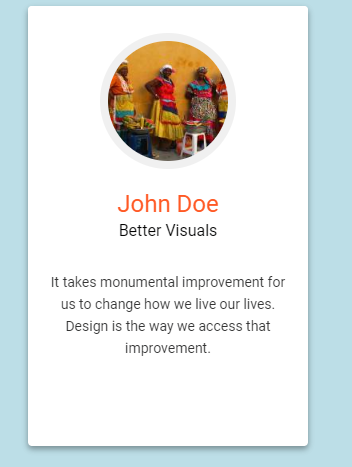 John Doe
Better Visuals
It takes monumental improvement for
us to change how we live our lives.
Design is the way we access that
improvement.